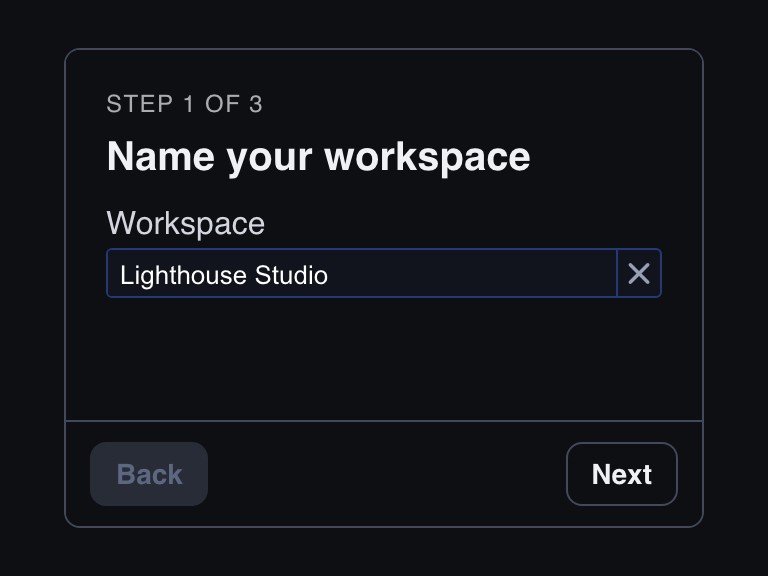 STEP 1 OF 3
Name your workspace
Workspace
Lighthouse Studio
Back
Next